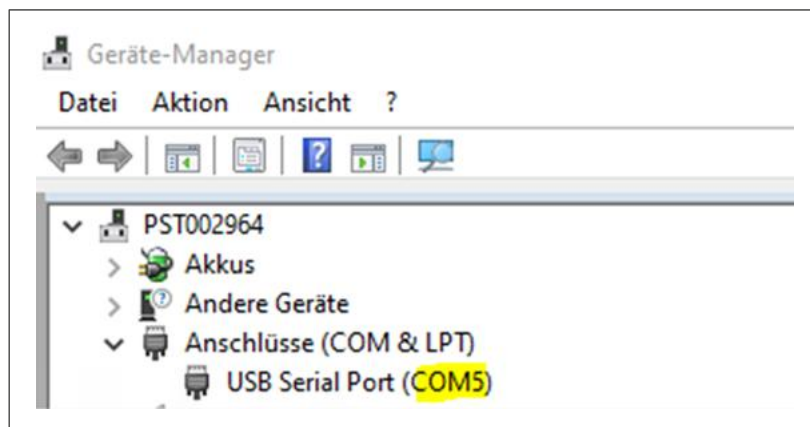 Geräte-Manager
Datei Aktion Ansicht ?
PST002964
Akkus
Andere Geräte
Anschlüsse (COM & LPT)
USB Serial Port (COM5)